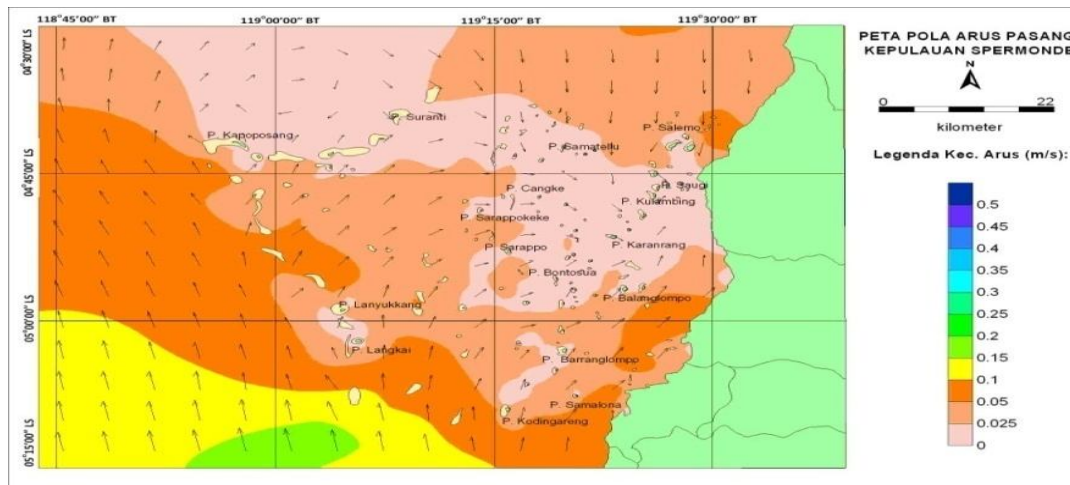 118°45'00" BT 119°00'00" BT 119°15'00" BT 119°30'00" BT
04°30'00" LS
04°45'00" LS
05°00'00" LS
05°15'00" LS
P. Suranti
P. Kapoposang
P. Salemo
P. Samatellu
P. Saugi
P. Cangke
P. Kulambing
P. Sarappokeke
P. Sarappo
P. Karanrang
P. Bontosua
P. Balanglompo
P. Lanyukkang
P. Langkai
P. Barranglompo
P. Samalona
P. Kodingareng
PETA POLA ARUS PASANG
KEPULAUAN SPERMONDE
N
0 22
kilometer
Legenda Kec. Arus (m/s):
0.5
0.45
0.4
0.35
0.3
0.25
0.2
0.15
0.1
0.05
0.025
0